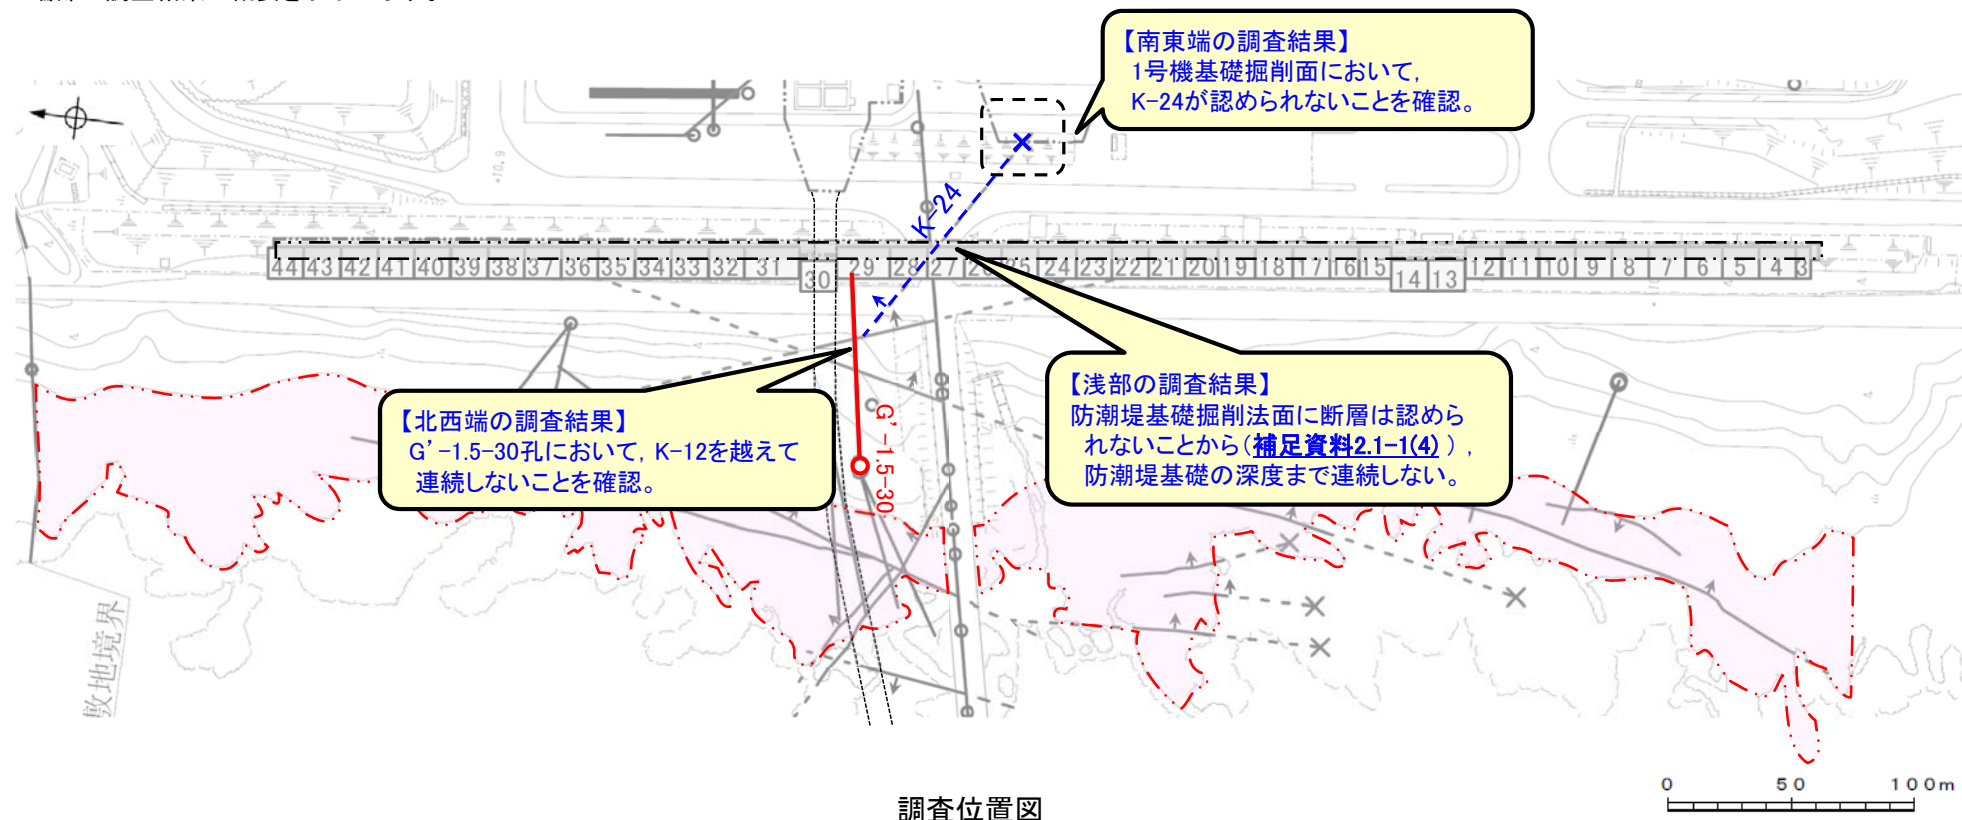 【南東端の調査結果】
1号機基礎掘削面において，
K-24が認められないことを確認。
K-24
44 43 42 41 40 39 38 37 36 35 34 33 32 31 30 29 28 27 26 25 24 23 22 21 20 19 18 17 16 15 14 13 12 11 10 9 8 7 6 5 4 3
【北西端の調査結果】
G’-1.5-30孔において，K-12を越えて
連続しないことを確認。
G’-1.5-30
【浅部の調査結果】
防潮堤基礎掘削法面に断層は認めら
れないことから（補足資料2.1-1(4)），
防潮堤基礎の深度まで連続しない。
敷地境界
調査位置図
0 50 100m